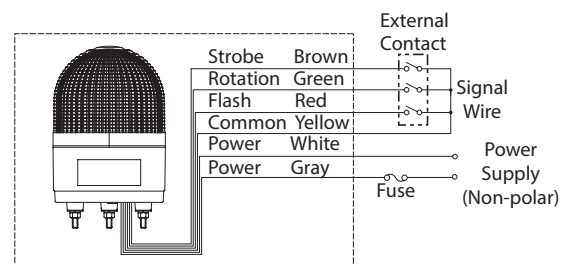 External
Contact
Strobe Brown
Rotation Green
Flash Red
Common Yellow
Power White
Power Gray
Signal
Wire
Fuse
Power
Supply
(Non-polar)